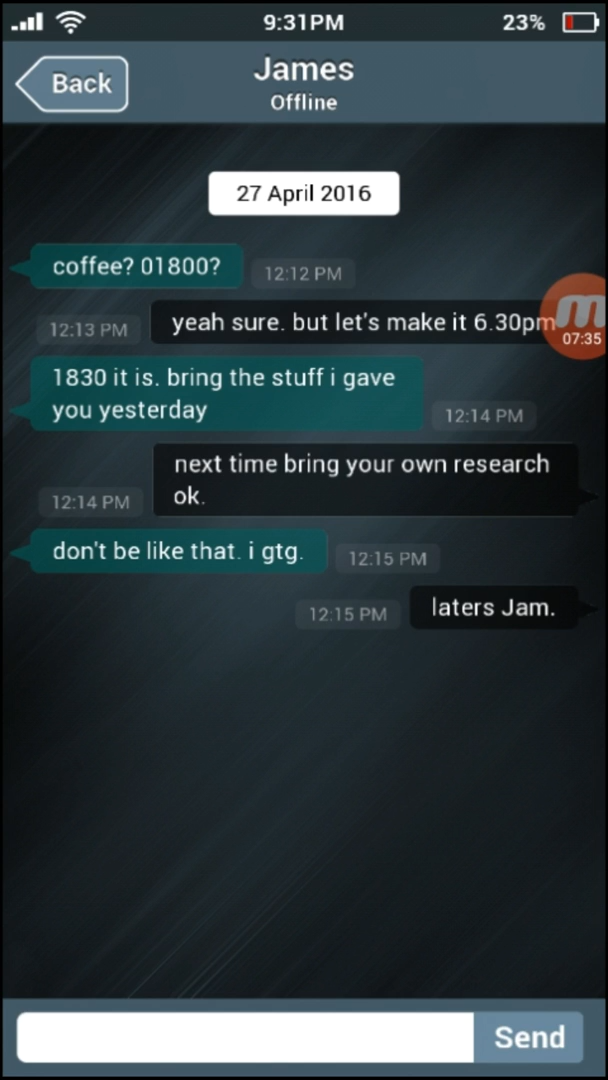 9:31PM 23%
Back
James
Offline
27 April 2016
coffee? 01800?
12:12 PM
yeah sure. but let's make it 6.30pm
12:13 PM
m
07:35
1830 it is. bring the stuff i gave
you yesterday
12:14 PM
next time bring your own research
ok.
12:14 PM
don't be like that. i gtg.
12:15 PM
laters Jam.
12:15 PM
Send